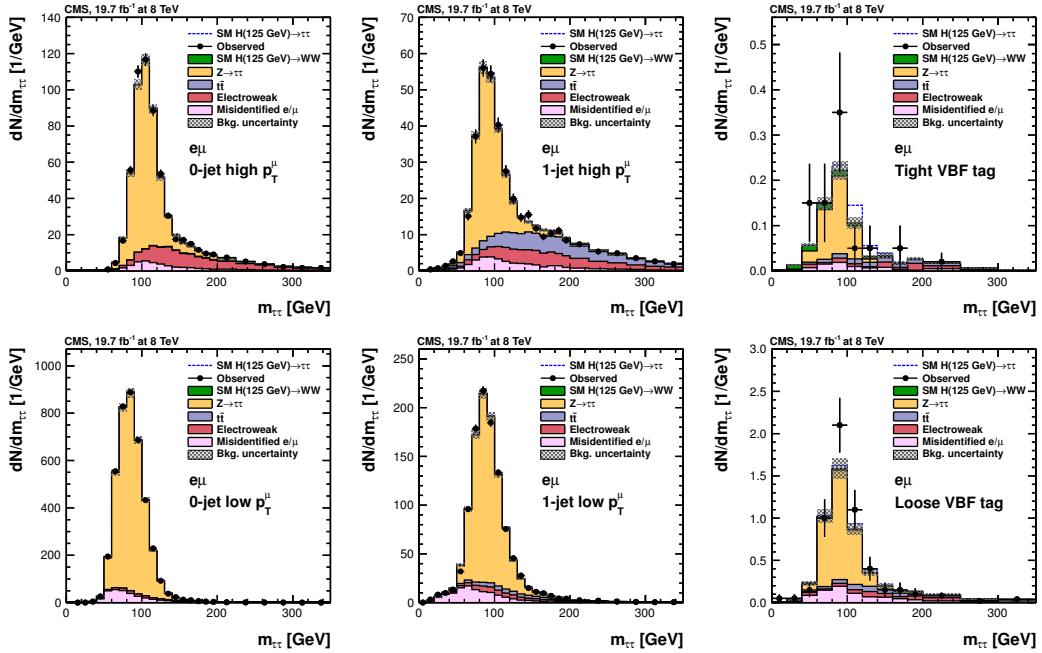 CMS, 19.7 fb⁻¹ at 8 TeV
dN/dm_ττ [1/GeV]
140
120
100
80
60
40
20
0
SM H(125 GeV)→ττ
Observed
SM H(125 GeV)→WW
Z→ττ
tt̄
Electroweak
Misidentified e/μ
Bkg. uncertainty
eμ
0-jet high p_T^μ
0 100 200 300
m_ττ [GeV]
CMS, 19.7 fb⁻¹ at 8 TeV
dN/dm_ττ [1/GeV]
70
60
50
40
30
20
10
0
SM H(125 GeV)→ττ
Observed
SM H(125 GeV)→WW
Z→ττ
tt̄
Electroweak
Misidentified e/μ
Bkg. uncertainty
eμ
1-jet high p_T^μ
0 100 200 300
m_ττ [GeV]
CMS, 19.7 fb⁻¹ at 8 TeV
dN/dm_ττ [1/GeV]
0.5
0.4
0.3
0.2
0.1
0.0
SM H(125 GeV)→ττ
Observed
SM H(125 GeV)→WW
Z→ττ
tt̄
Electroweak
Misidentified e/μ
Bkg. uncertainty
eμ
Tight VBF tag
0 100 200 300
m_ττ [GeV]
CMS, 19.7 fb⁻¹ at 8 TeV
dN/dm_ττ [1/GeV]
1000
800
600
400
200
0
SM H(125 GeV)→ττ
Observed
SM H(125 GeV)→WW
Z→ττ
tt̄
Electroweak
Misidentified e/μ
Bkg. uncertainty
eμ
0-jet low p_T^μ
0 100 200 300
m_ττ [GeV]
CMS, 19.7 fb⁻¹ at 8 TeV
dN/dm_ττ [1/GeV]
250
200
150
100
50
0
SM H(125 GeV)→ττ
Observed
SM H(125 GeV)→WW
Z→ττ
tt̄
Electroweak
Misidentified e/μ
Bkg. uncertainty
eμ
1-jet low p_T^μ
0 100 200 300
m_ττ [GeV]
CMS, 19.7 fb⁻¹ at 8 TeV
dN/dm_ττ [1/GeV]
3.0
2.5
2.0
1.5
1.0
0.5
0.0
SM H(125 GeV)→ττ
Observed
SM H(125 GeV)→WW
Z→ττ
tt̄
Electroweak
Misidentified e/μ
Bkg. uncertainty
eμ
Loose VBF tag
0 100 200 300
m_ττ [GeV]